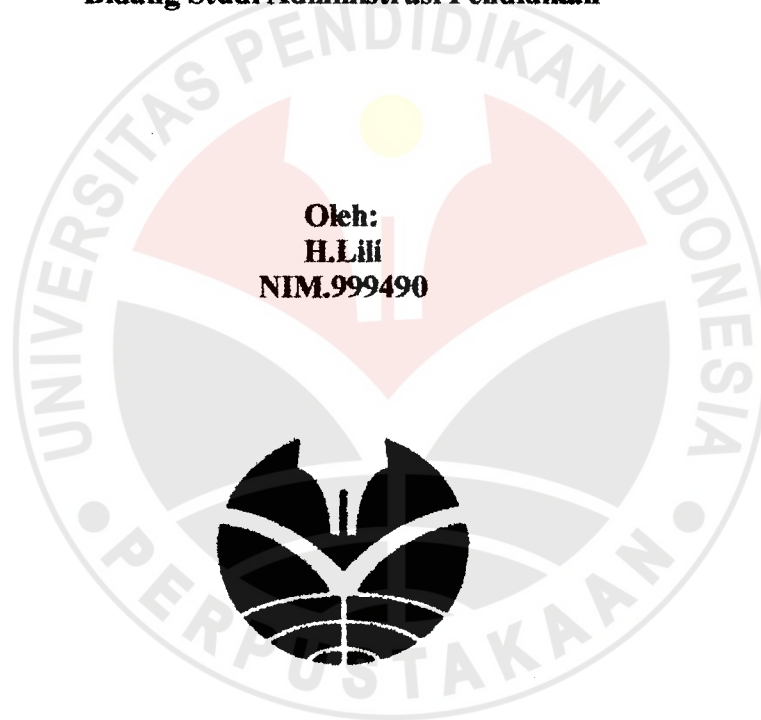 Bidang Studi Administrasi Pendidikan
Oleh:
H.Lili
NIM.999490
UNIVERSITAS PENDIDIKAN INDONESIA
PERPUSTAKAAN